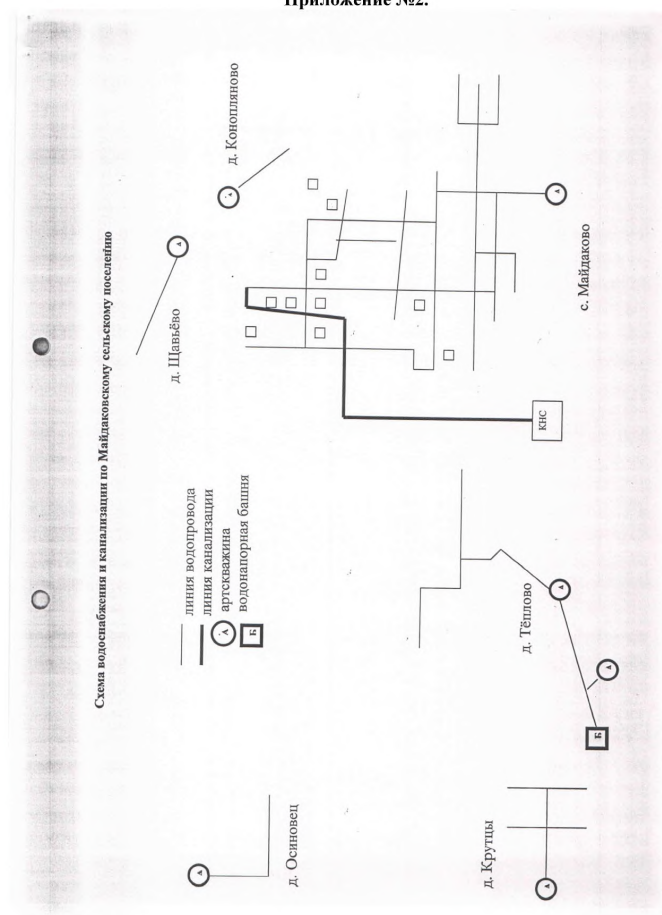 Приложение №2.
Схема водоснабжения и канализации по Майдаковскому сельскому поселению
линия водопровода
линия канализации
А артскважина
Б водонапорная башня
д. Осиновец
А
д. Щавьёво
А
д. Конопляново
А
д. Крутцы
А
д. Тёплово
А
А
Б
КНС
с. Майдаково
А